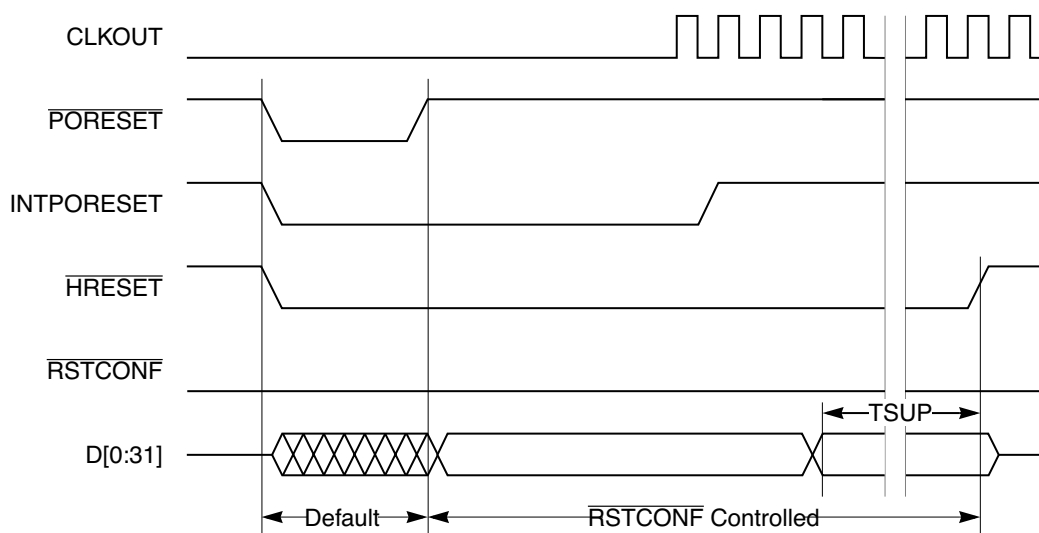 CLKOUT
PORESET
INTPORESET
HRESET
RSTCONF
TSUP
D[0:31]
Default
RSTCONF Controlled